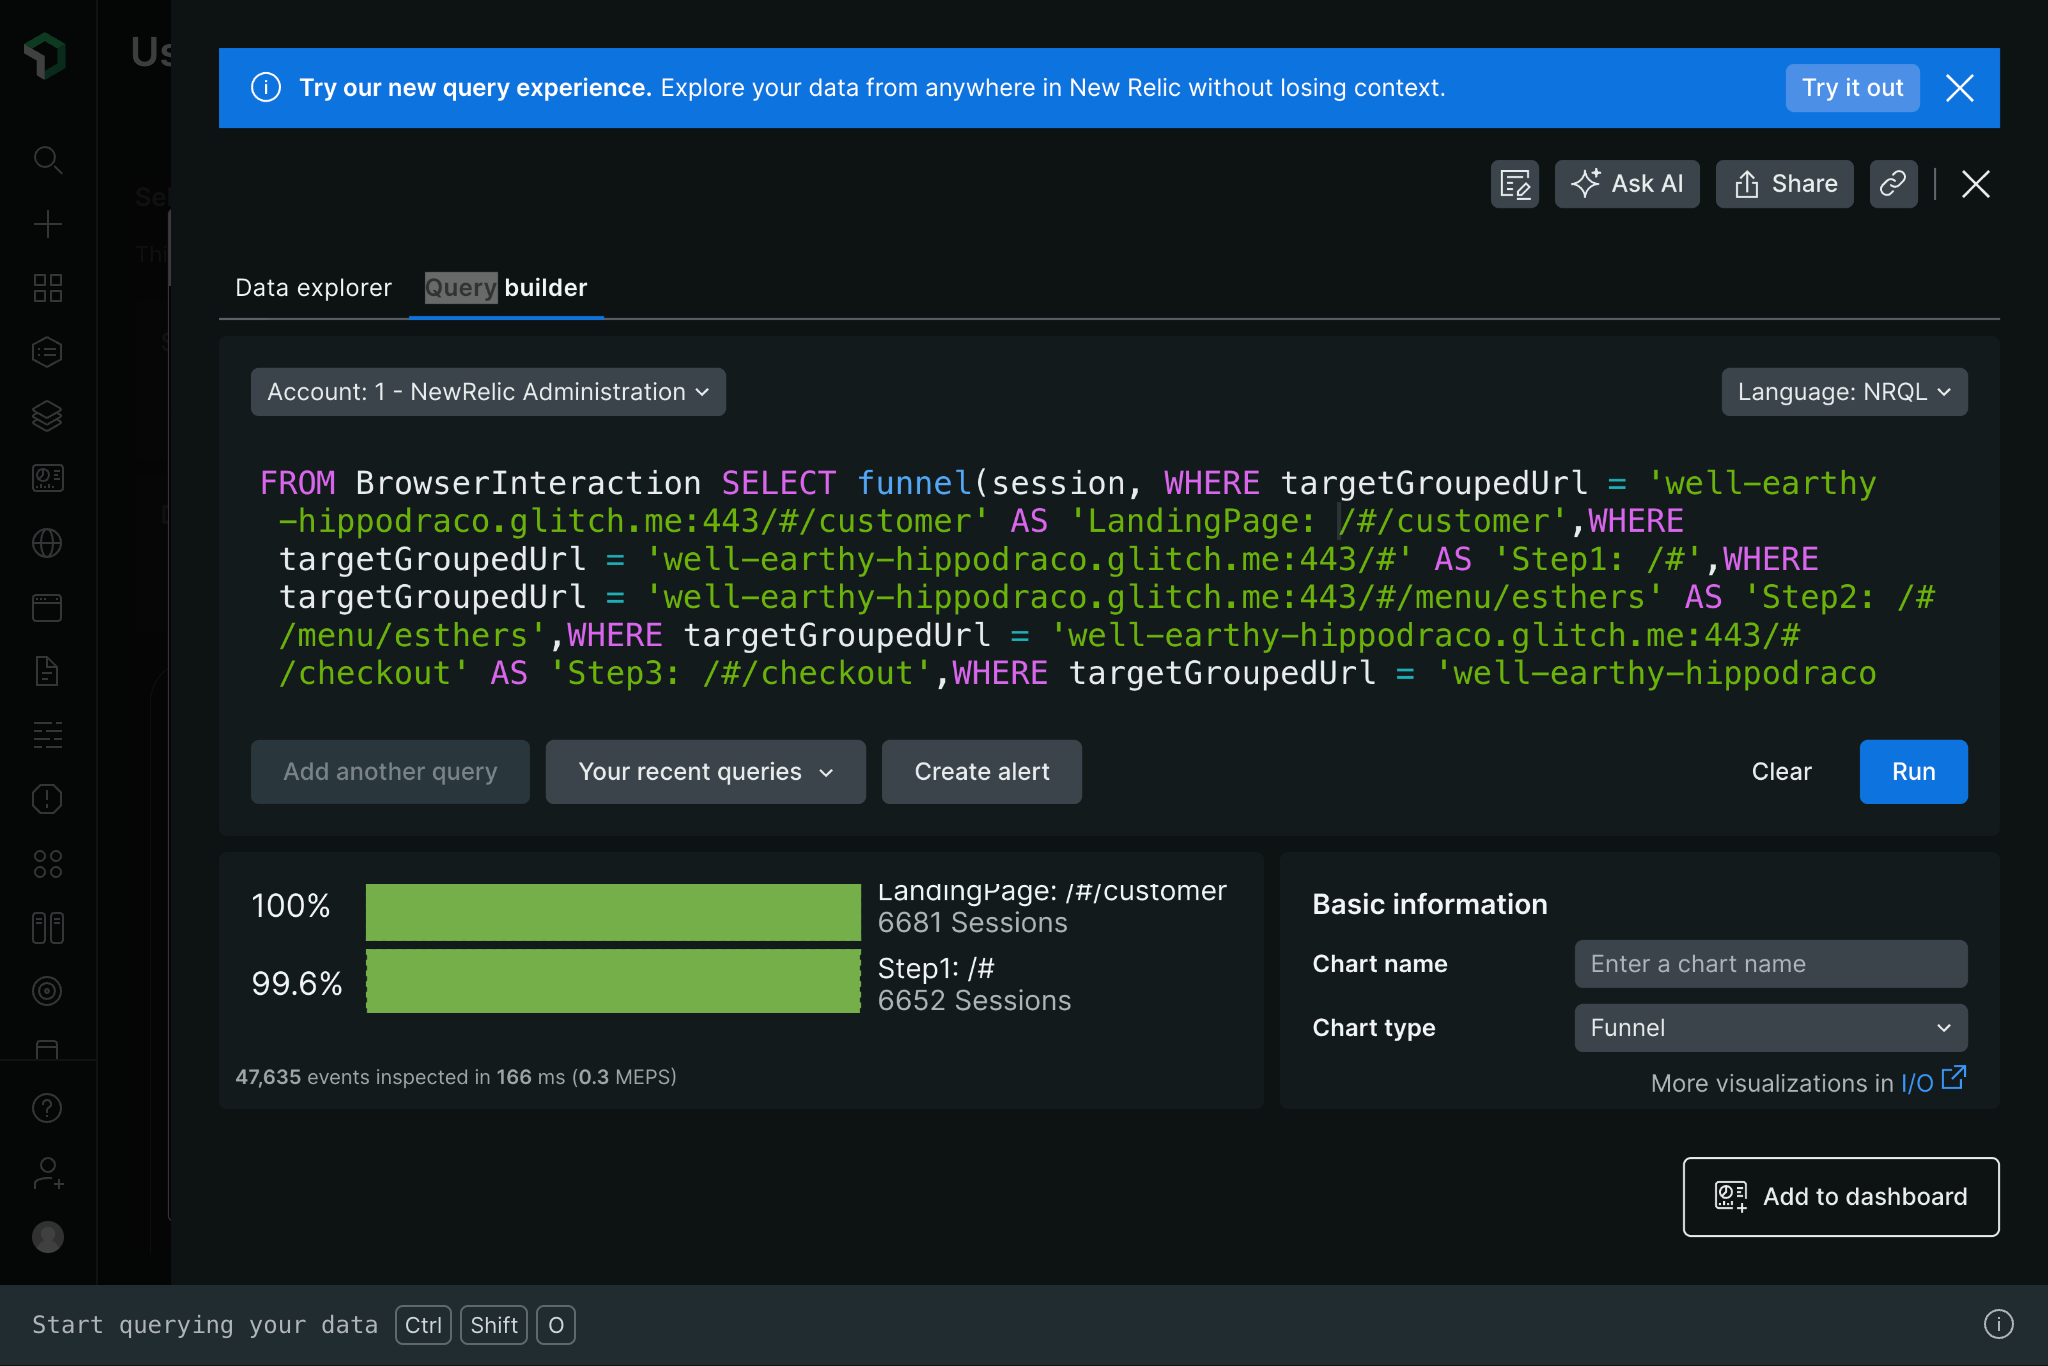 Us
Try our new query experience. Explore your data from anywhere in New Relic without losing context.
Try it out
Ask AI
Share
Sel
Thi
Data explorer
Query builder
Account: 1 - NewRelic Administration
Language: NRQL
FROM BrowserInteraction SELECT funnel(session, WHERE targetGroupedUrl = 'well-earthy
-hippodraco.glitch.me:443/#/customer' AS 'LandingPage: /#/customer',WHERE
targetGroupedUrl = 'well-earthy-hippodraco.glitch.me:443/#' AS 'Step1: /#',WHERE
targetGroupedUrl = 'well-earthy-hippodraco.glitch.me:443/#/menu/esthers' AS 'Step2: /#
/menu/esthers',WHERE targetGroupedUrl = 'well-earthy-hippodraco.glitch.me:443/#
/checkout' AS 'Step3: /#/checkout',WHERE targetGroupedUrl = 'well-earthy-hippodraco
Add another query
Your recent queries
Create alert
Clear
Run
100%
LandingPage: /#/customer
6681 Sessions
99.6%
Step1: /#
6652 Sessions
47,635 events inspected in 166 ms (0.3 MEPS)
Basic information
Chart name
Enter a chart name
Chart type
Funnel
More visualizations in I/O
Add to dashboard
Start querying your data Ctrl Shift O